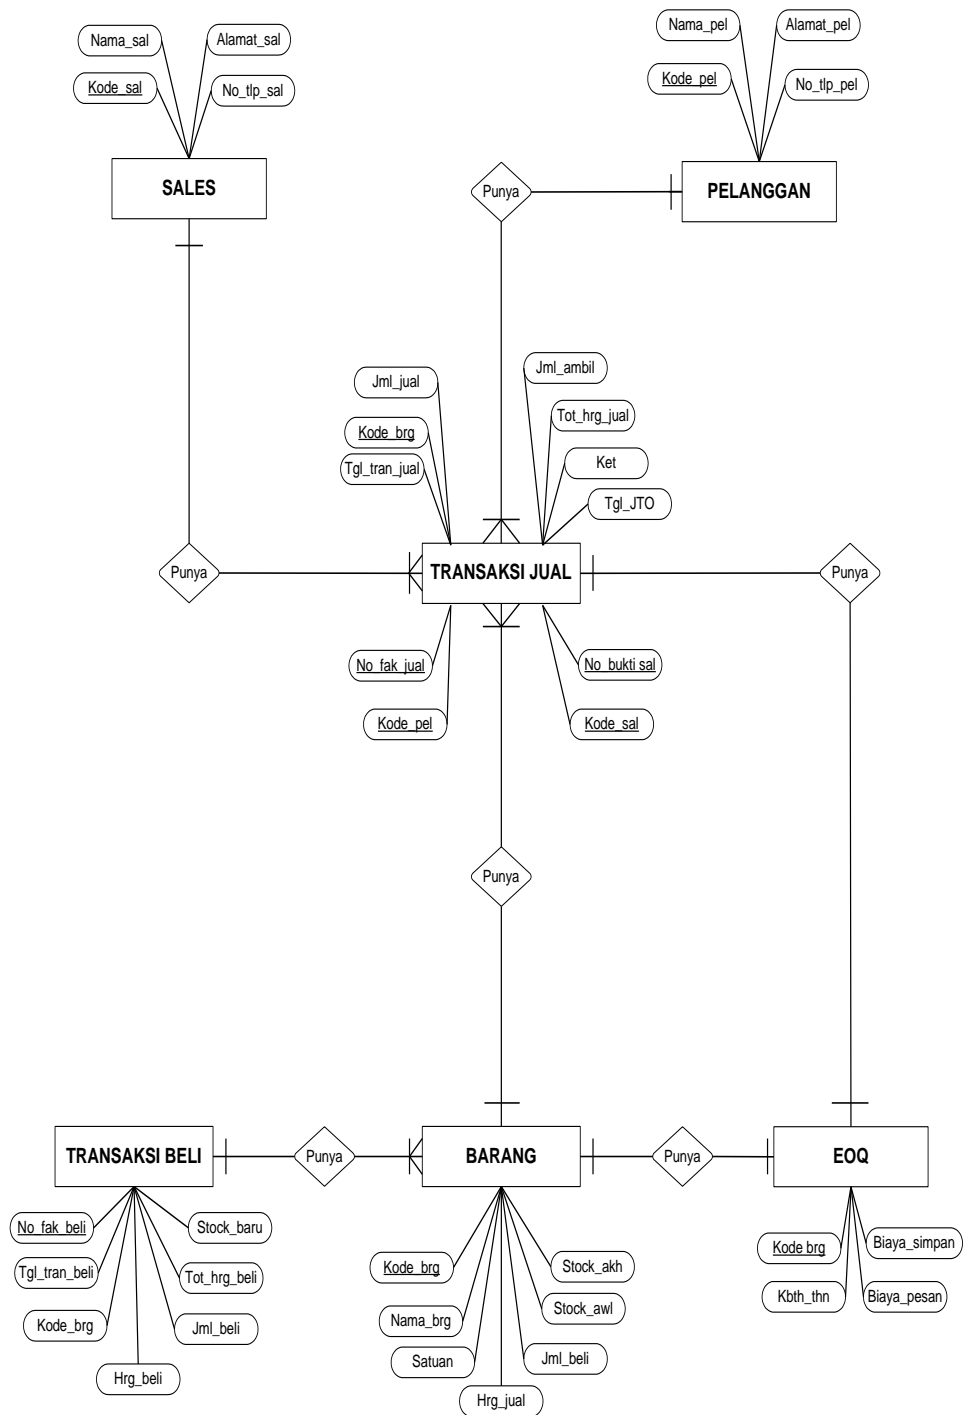 Nama_sal
Alamat_sal
Kode_sal
No_tlp_sal
SALES
Nama_pel
Alamat_pel
Kode_pel
No_tlp_pel
PELANGGAN
Punya
Jml_jual
Jml_ambil
Kode_brg
Tot_hrg_jual
Tgl_tran_jual
Ket
Tgl_JTO
Punya
TRANSAKSI JUAL
Punya
No_fak_jual
No_bukti sal
Kode_pel
Kode_sal
Punya
TRANSAKSI BELI
Punya
BARANG
Punya
EOQ
No_fak_beli
Stock_baru
Tgl_tran_beli
Tot_hrg_beli
Kode_brg
Jml_beli
Hrg_beli
Kode_brg
Stock_akh
Nama_brg
Stock_awl
Satuan
Jml_beli
Hrg_jual
Kode brg
Biaya_simpan
Kbth_thn
Biaya_pesan